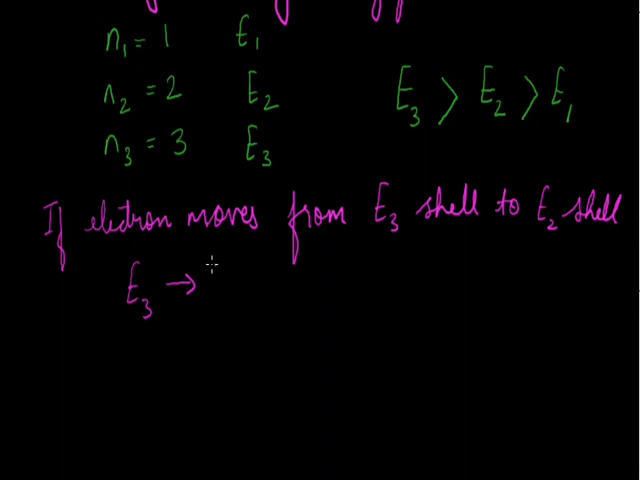 n₁ = 1 E₁
n₂ = 2 E₂ E₃ > E₂ > E₁
n₃ = 3 E₃
If electron moves from E₃ shell to E₂ shell
E₃ →